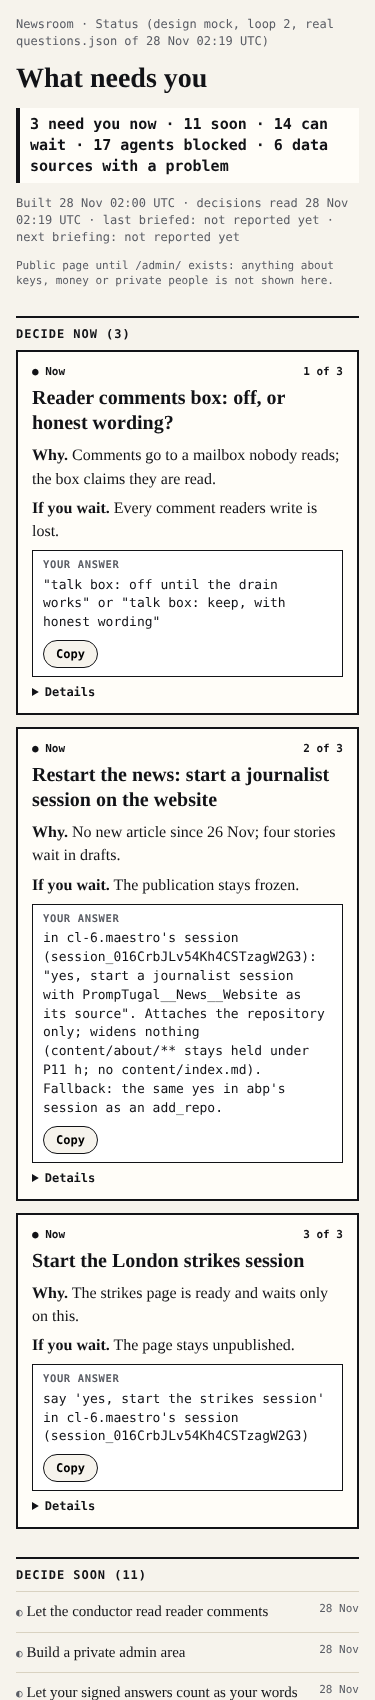 Newsroom · Status (design mock, loop 2, real
questions.json of 28 Nov 02:19 UTC)
What needs you
3 need you now · 11 soon · 14 can
wait · 17 agents blocked · 6 data
sources with a problem
Built 28 Nov 02:00 UTC · decisions read 28 Nov
02:19 UTC · last briefed: not reported yet ·
next briefing: not reported yet
Public page until /admin/ exists: anything about
keys, money or private people is not shown here.
DECIDE NOW (3)
● Now 1 of 3
Reader comments box: off, or
honest wording?
Why. Comments go to a mailbox nobody reads;
the box claims they are read.
If you wait. Every comment readers write is
lost.
YOUR ANSWER
"talk box: off until the drain
works" or "talk box: keep, with
honest wording"
Copy
▶ Details
● Now 2 of 3
Restart the news: start a journalist
session on the website
Why. No new article since 26 Nov; four stories
wait in drafts.
If you wait. The publication stays frozen.
YOUR ANSWER
in cl-6.maestro's session
(session_016CrbJLv54Kh4CSTzagW2G3):
"yes, start a journalist session
with PrompTugal__News__Website as
its source". Attaches the repository
only; widens nothing
(content/about/** stays held under
P11 h; no content/index.md).
Fallback: the same yes in abp's
session as an add_repo.
Copy
▶ Details
● Now 3 of 3
Start the London strikes session
Why. The strikes page is ready and waits only
on this.
If you wait. The page stays unpublished.
YOUR ANSWER
say 'yes, start the strikes session'
in cl-6.maestro's session
(session_016CrbJLv54Kh4CSTzagW2G3)
Copy
▶ Details
DECIDE SOON (11)
◐ Let the conductor read reader comments 28 Nov
◐ Build a private admin area 28 Nov
◐ Let your signed answers count as your words 28 Nov